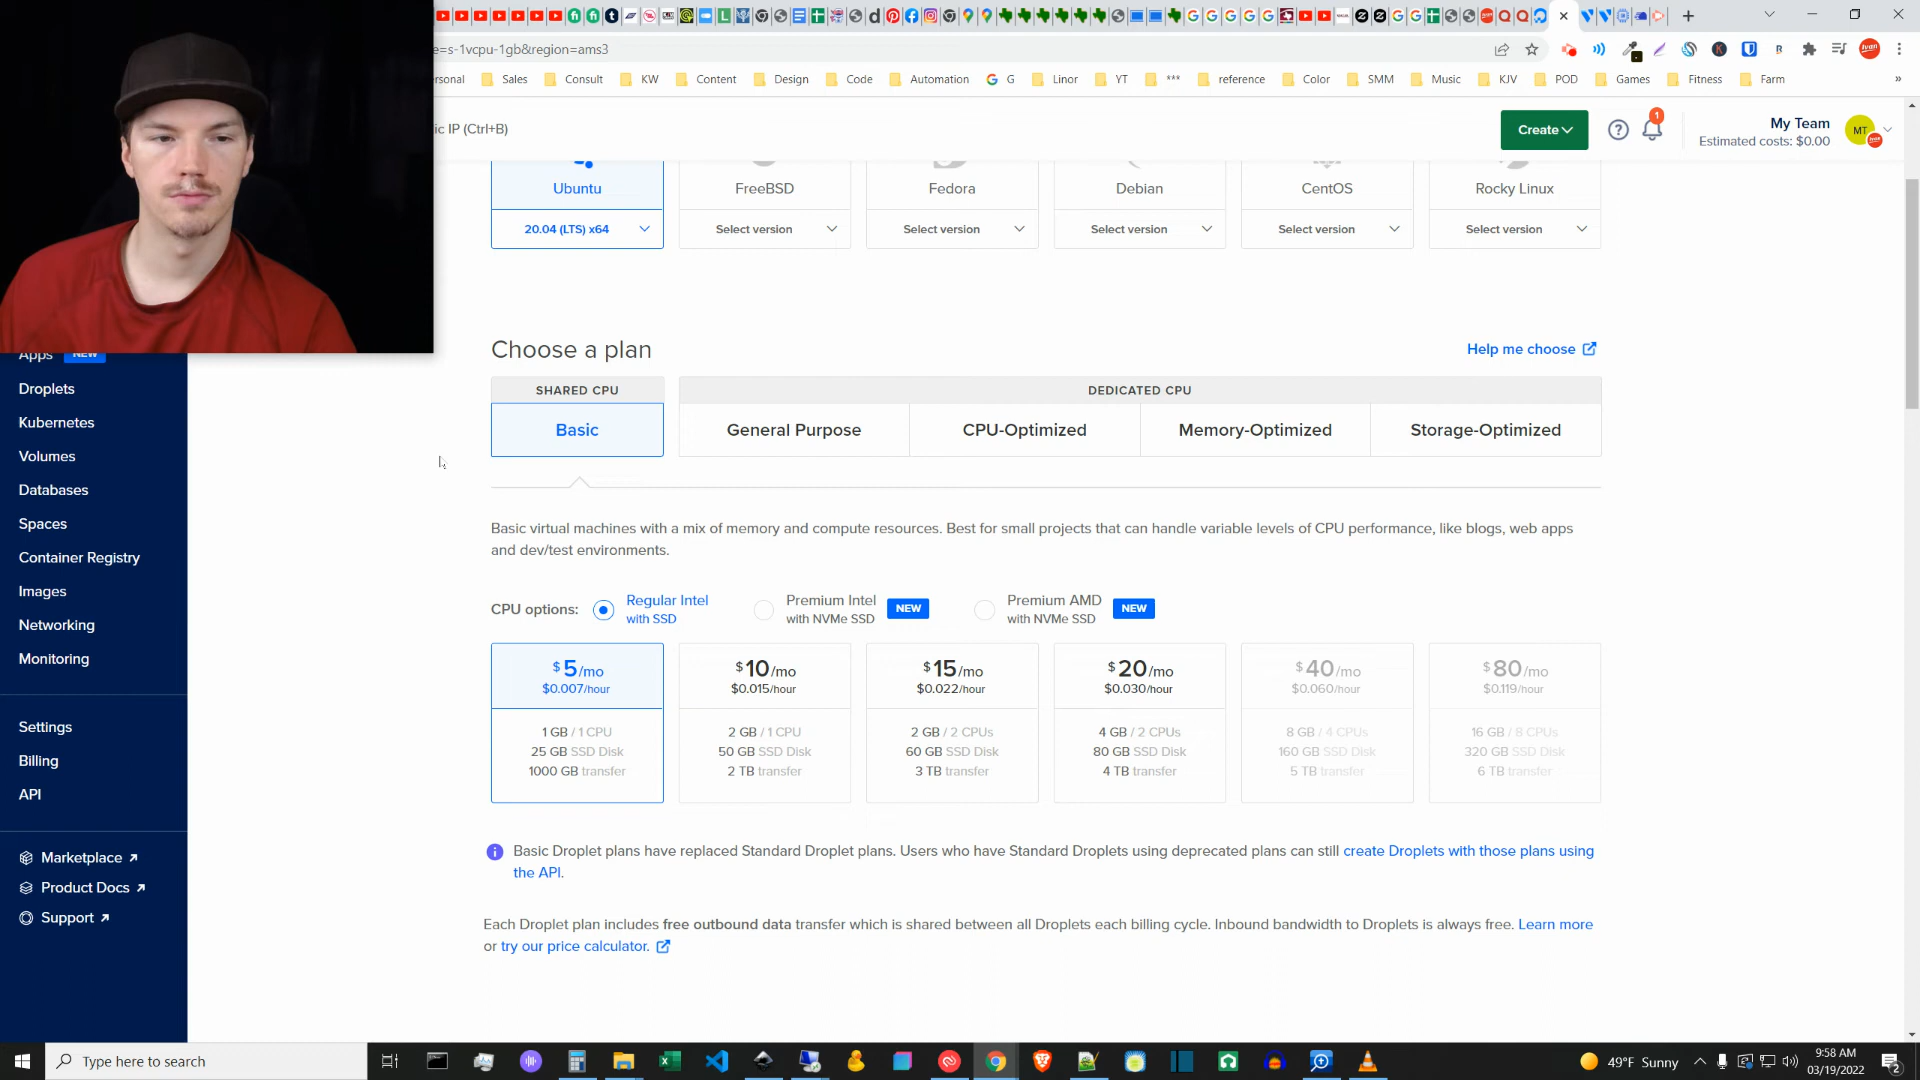 e=s-1vcpu-1gb&region=ams3
ersonal
Sales
Consult
KW
Content
Design
Code
Automation
G
Linor
YT
***
reference
Color
SMM
Music
KJV
POD
Games
Fitness
Farm
»
ic IP (Ctrl+B)
Create
1
My Team
Estimated costs: $0.00
MT
Ubuntu
FreeBSD
Fedora
Debian
CentOS
Rocky Linux
20.04 (LTS) x64
Select version
Select version
Select version
Select version
Select version
Choose a plan
Help me choose
SHARED CPU
DEDICATED CPU
Basic
General Purpose
CPU-Optimized
Memory-Optimized
Storage-Optimized
Basic virtual machines with a mix of memory and compute resources. Best for small projects that can handle variable levels of CPU performance, like blogs, web apps
and dev/test environments.
CPU options:
Regular Intel
with SSD
Premium Intel
with NVMe SSD
NEW
Premium AMD
with NVMe SSD
NEW
$5/mo
$0.007/hour
1 GB / 1 CPU
25 GB SSD Disk
1000 GB transfer
$10/mo
$0.015/hour
2 GB / 1 CPU
50 GB SSD Disk
2 TB transfer
$15/mo
$0.022/hour
2 GB / 2 CPUs
60 GB SSD Disk
3 TB transfer
$20/mo
$0.030/hour
4 GB / 2 CPUs
80 GB SSD Disk
4 TB transfer
$40/mo
$0.060/hour
8 GB / 4 CPUs
160 GB SSD Disk
5 TB transfer
$80/mo
$0.119/hour
16 GB / 8 CPUs
320 GB SSD Disk
6 TB transfer
Basic Droplet plans have replaced Standard Droplet plans. Users who have Standard Droplets using deprecated plans can still create Droplets with those plans using
the API.
Each Droplet plan includes free outbound data transfer which is shared between all Droplets each billing cycle. Inbound bandwidth to Droplets is always free. Learn more
or try our price calculator.
Apps NEW
Droplets
Kubernetes
Volumes
Databases
Spaces
Container Registry
Images
Networking
Monitoring
Settings
Billing
API
Marketplace
Product Docs
Support
Type here to search
49°F Sunny
9:58 AM
03/19/2022
2